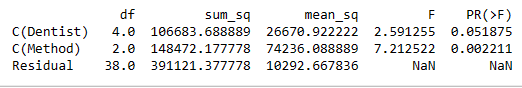 df sum_sq mean_sq F PR(>F)
C(Dentist) 4.0 106683.688889 26670.922222 2.591255 0.051875
C(Method) 2.0 148472.177778 74236.088889 7.212522 0.002211
Residual 38.0 391121.377778 10292.667836 NaN NaN